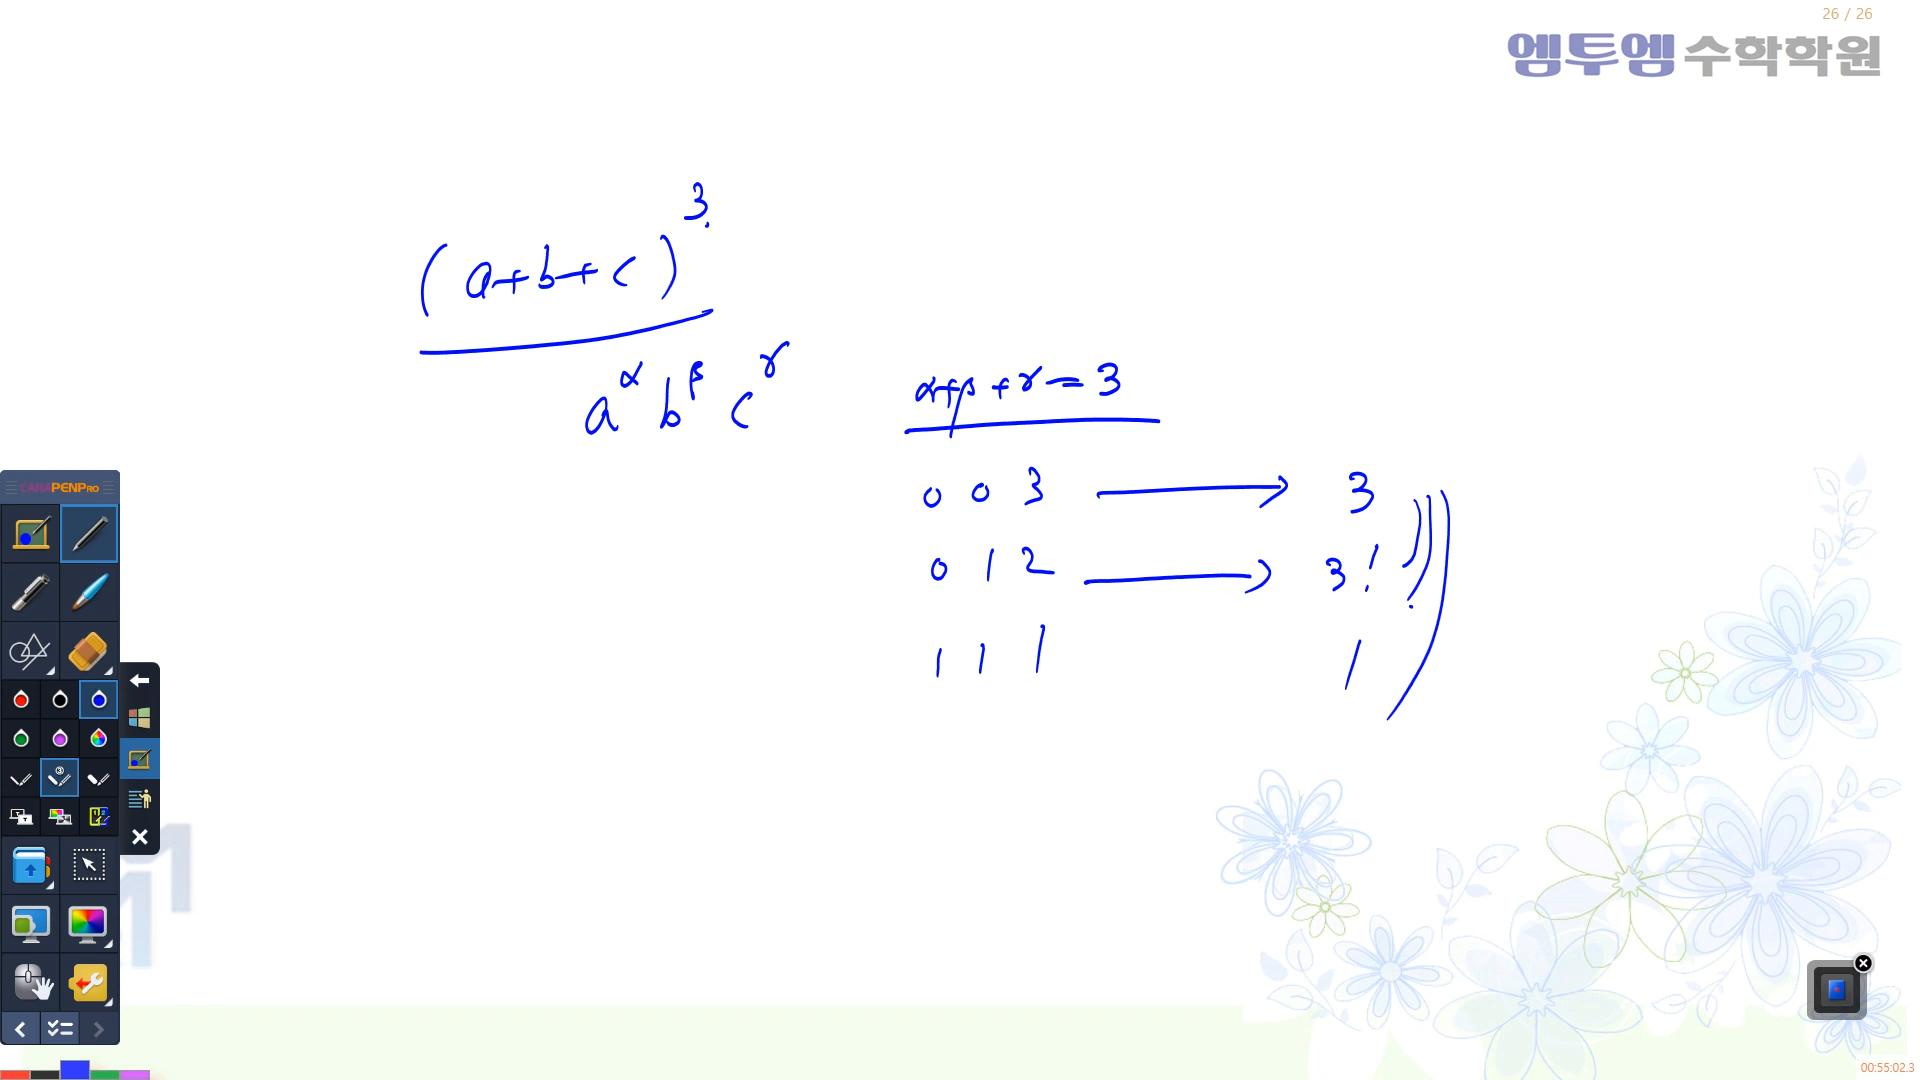 26 / 26
엠투엠 수학학원
(a+b+c)³
a^α b^β c^γ
α+β+γ=3
0 0 3 → 3
0 1 2 → 3!
1 1 1 1
CARAPENPRO
00:55:02.3